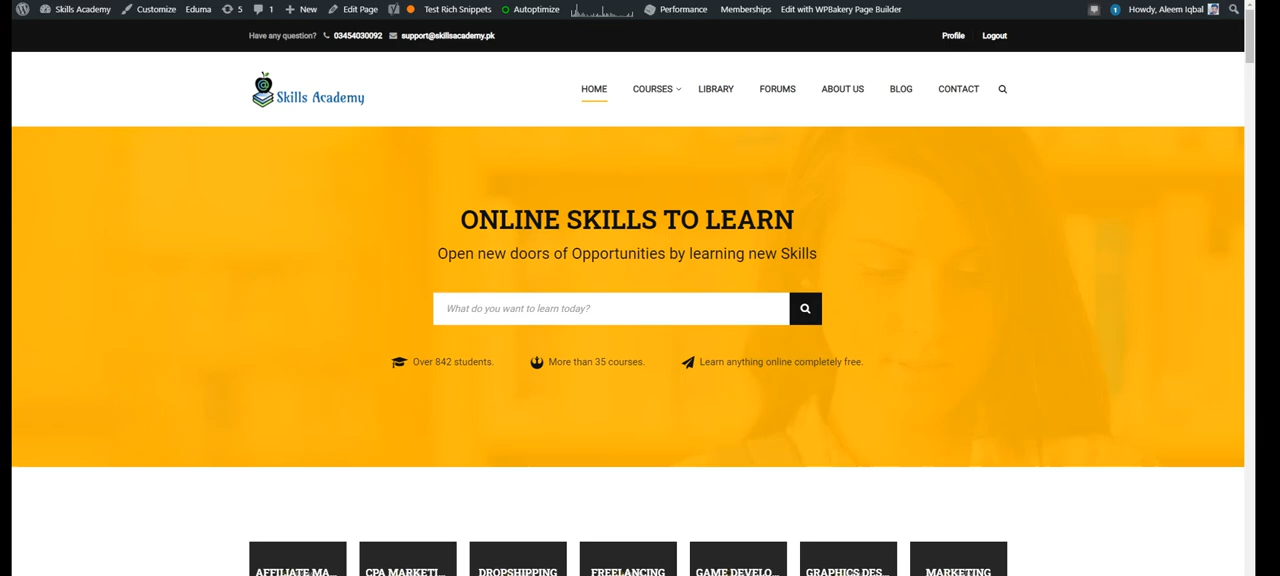 Skills Academy Customize Eduma 5 1 New Edit Page Test Rich Snippets Autoptimize Performance Memberships Edit with WPBakery Page Builder 1 Howdy, Aleem Iqbal
Have any question? 03454030092 support@skillsacademy.pk Profile Logout
Skills Academy
HOME COURSES LIBRARY FORUMS ABOUT US BLOG CONTACT
ONLINE SKILLS TO LEARN
Open new doors of Opportunities by learning new Skills
What do you want to learn today?
Over 842 students. More than 35 courses. Learn anything online completely free.
AFFILIATE MA... CPA MARKETI... DROPSHIPPING FREELANCING GAME DEVELO... GRAPHICS DES... MARKETING